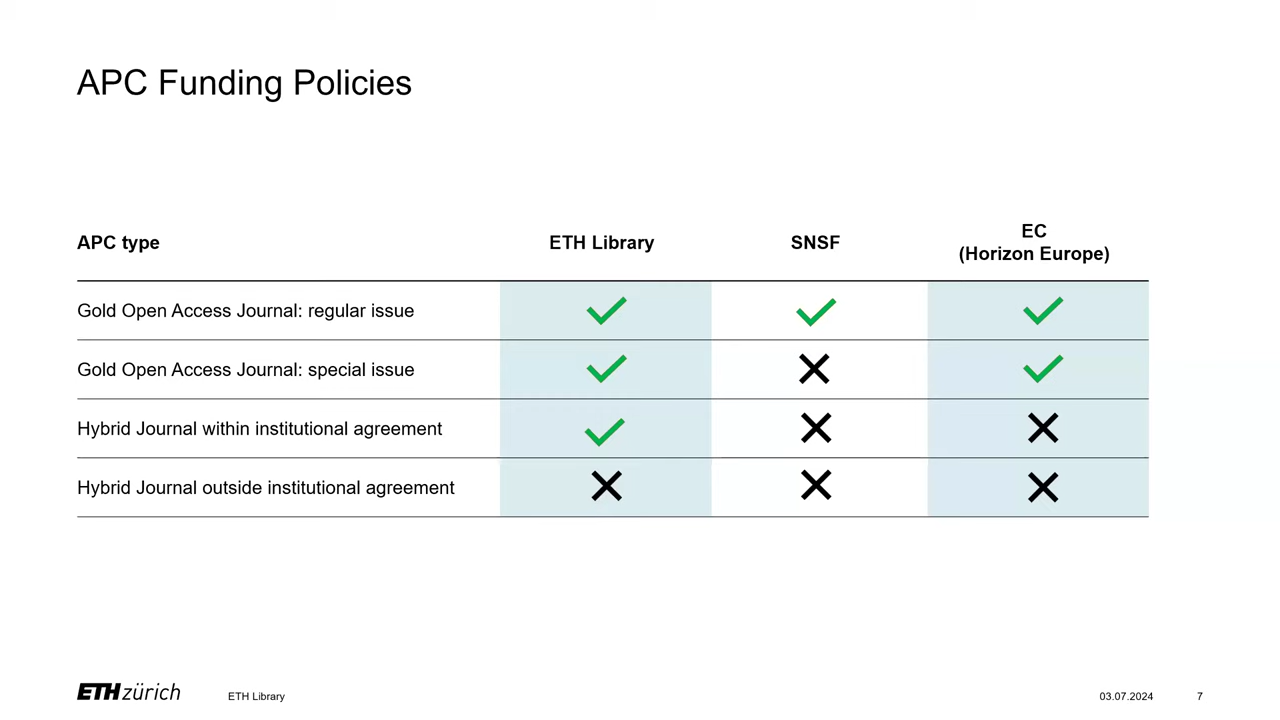 APC Funding Policies
APC type
ETH Library
SNSF
EC
(Horizon Europe)
Gold Open Access Journal: regular issue
Gold Open Access Journal: special issue
Hybrid Journal within institutional agreement
Hybrid Journal outside institutional agreement
ETH zürich
ETH Library
03.07.2024
7